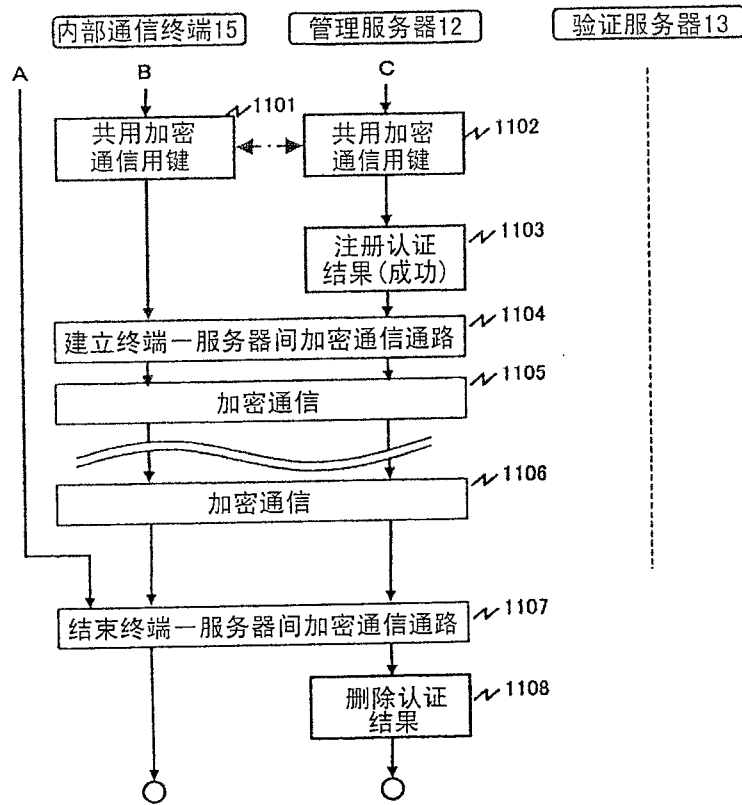 内部通信终端15
管理服务器12
验证服务器13
A
B
C
1101
共用加密
通信用键
1102
共用加密
通信用键
1103
注册认证
结果(成功)
1104
建立终端－服务器间加密通信通路
1105
加密通信
1106
加密通信
1107
结束终端－服务器间加密通信通路
1108
删除认证
结果